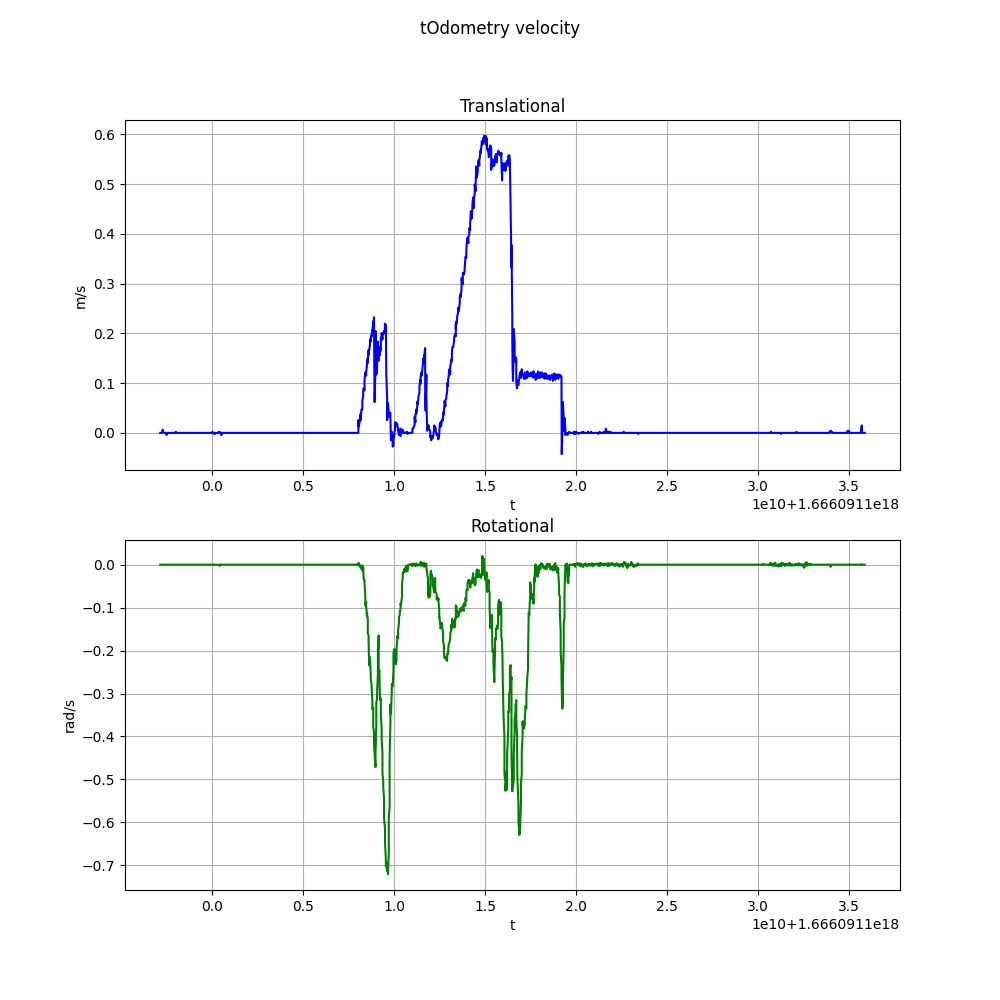 tOdometry velocity
Translational
0.6
0.5
0.4
0.3
0.2
0.1
0.0
m/s
0.0 0.5 1.0 1.5 2.0 2.5 3.0 3.5
t
1e10+1.6660911e18
Rotational
0.0
−0.1
−0.2
−0.3
−0.4
−0.5
−0.6
−0.7
rad/s
0.0 0.5 1.0 1.5 2.0 2.5 3.0 3.5
t
1e10+1.6660911e18